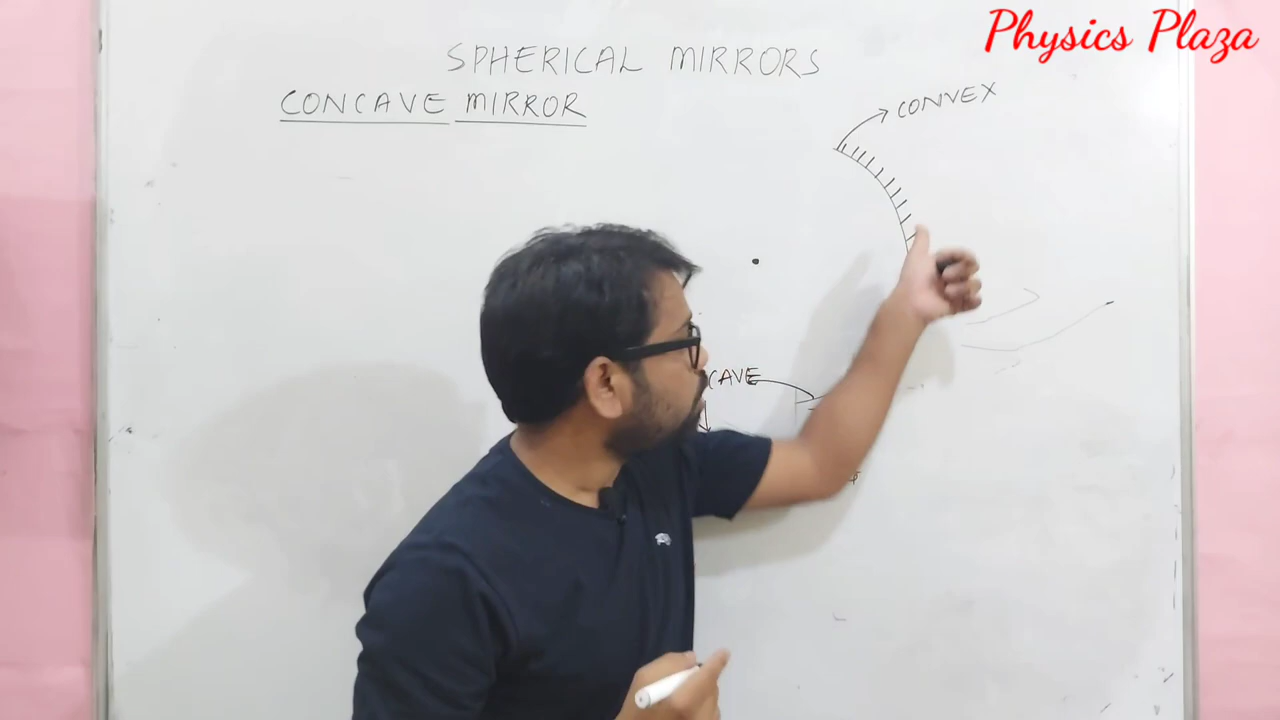 Physics Plaza
SPHERICAL MIRRORS
CONCAVE MIRROR
CONVEX
CAVE